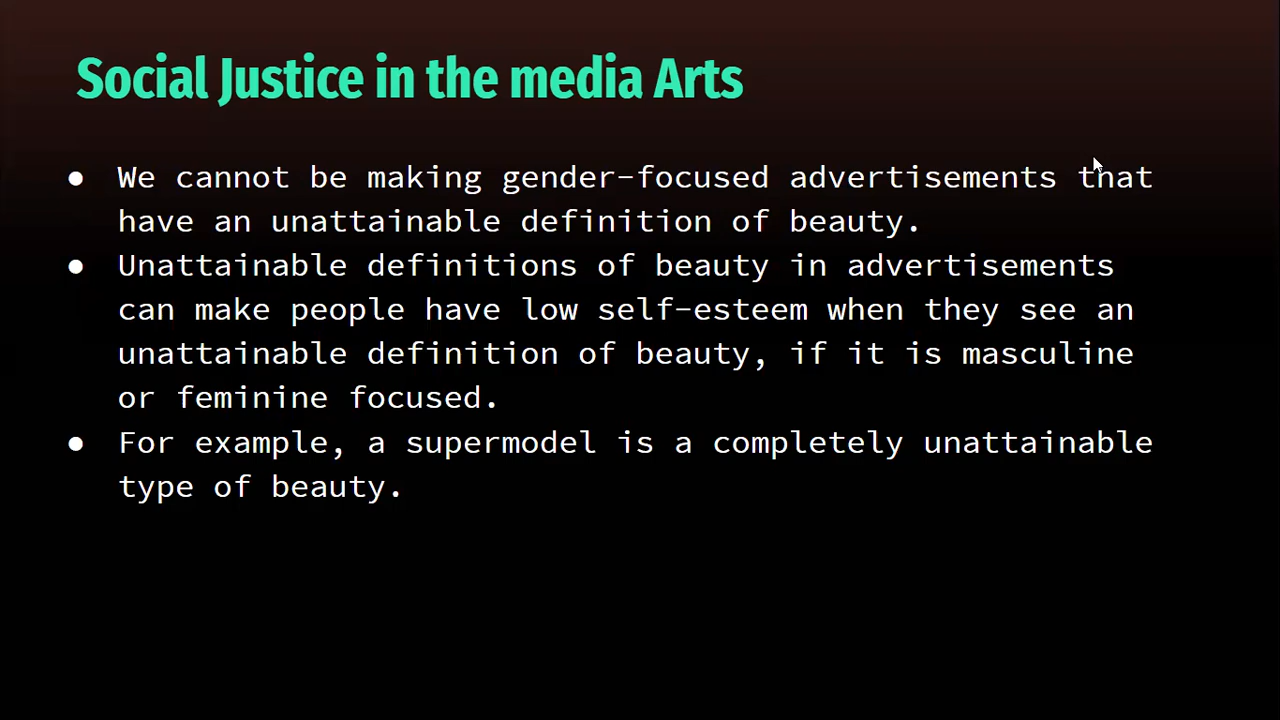 Social Justice in the media Arts
● We cannot be making gender-focused advertisements that
have an unattainable definition of beauty.
● Unattainable definitions of beauty in advertisements
can make people have low self-esteem when they see an
unattainable definition of beauty, if it is masculine
or feminine focused.
● For example, a supermodel is a completely unattainable
type of beauty.